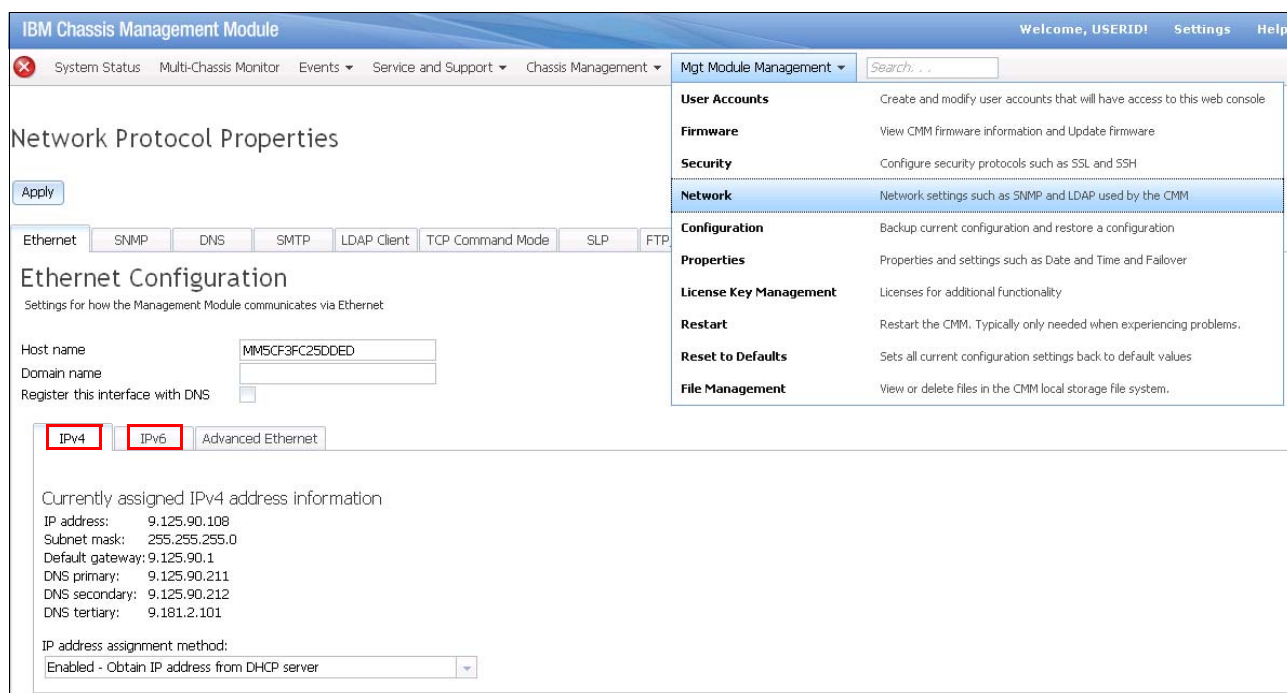 IBM Chassis Management Module
Welcome, USERID! Settings Help
System Status Multi-Chassis Monitor Events Service and Support Chassis Management Mgt Module Management Search. . .
User Accounts Create and modify user accounts that will have access to this web console
Firmware View CMM firmware information and Update firmware
Security Configure security protocols such as SSL and SSH
Network Network settings such as SNMP and LDAP used by the CMM
Configuration Backup current configuration and restore a configuration
Properties Properties and settings such as Date and Time and Failover
License Key Management Licenses for additional functionality
Restart Restart the CMM. Typically only needed when experiencing problems.
Reset to Defaults Sets all current configuration settings back to default values
File Management View or delete files in the CMM local storage file system.
Network Protocol Properties
Apply
Ethernet SNMP DNS SMTP LDAP Client TCP Command Mode SLP FTP
Ethernet Configuration
Settings for how the Management Module communicates via Ethernet
Host name MM5CF3FC25DDED
Domain name
Register this interface with DNS
IPv4 IPv6 Advanced Ethernet
Currently assigned IPv4 address information
IP address: 9.125.90.108
Subnet mask: 255.255.255.0
Default gateway: 9.125.90.1
DNS primary: 9.125.90.211
DNS secondary: 9.125.90.212
DNS tertiary: 9.181.2.101
IP address assignment method:
Enabled - Obtain IP address from DHCP server